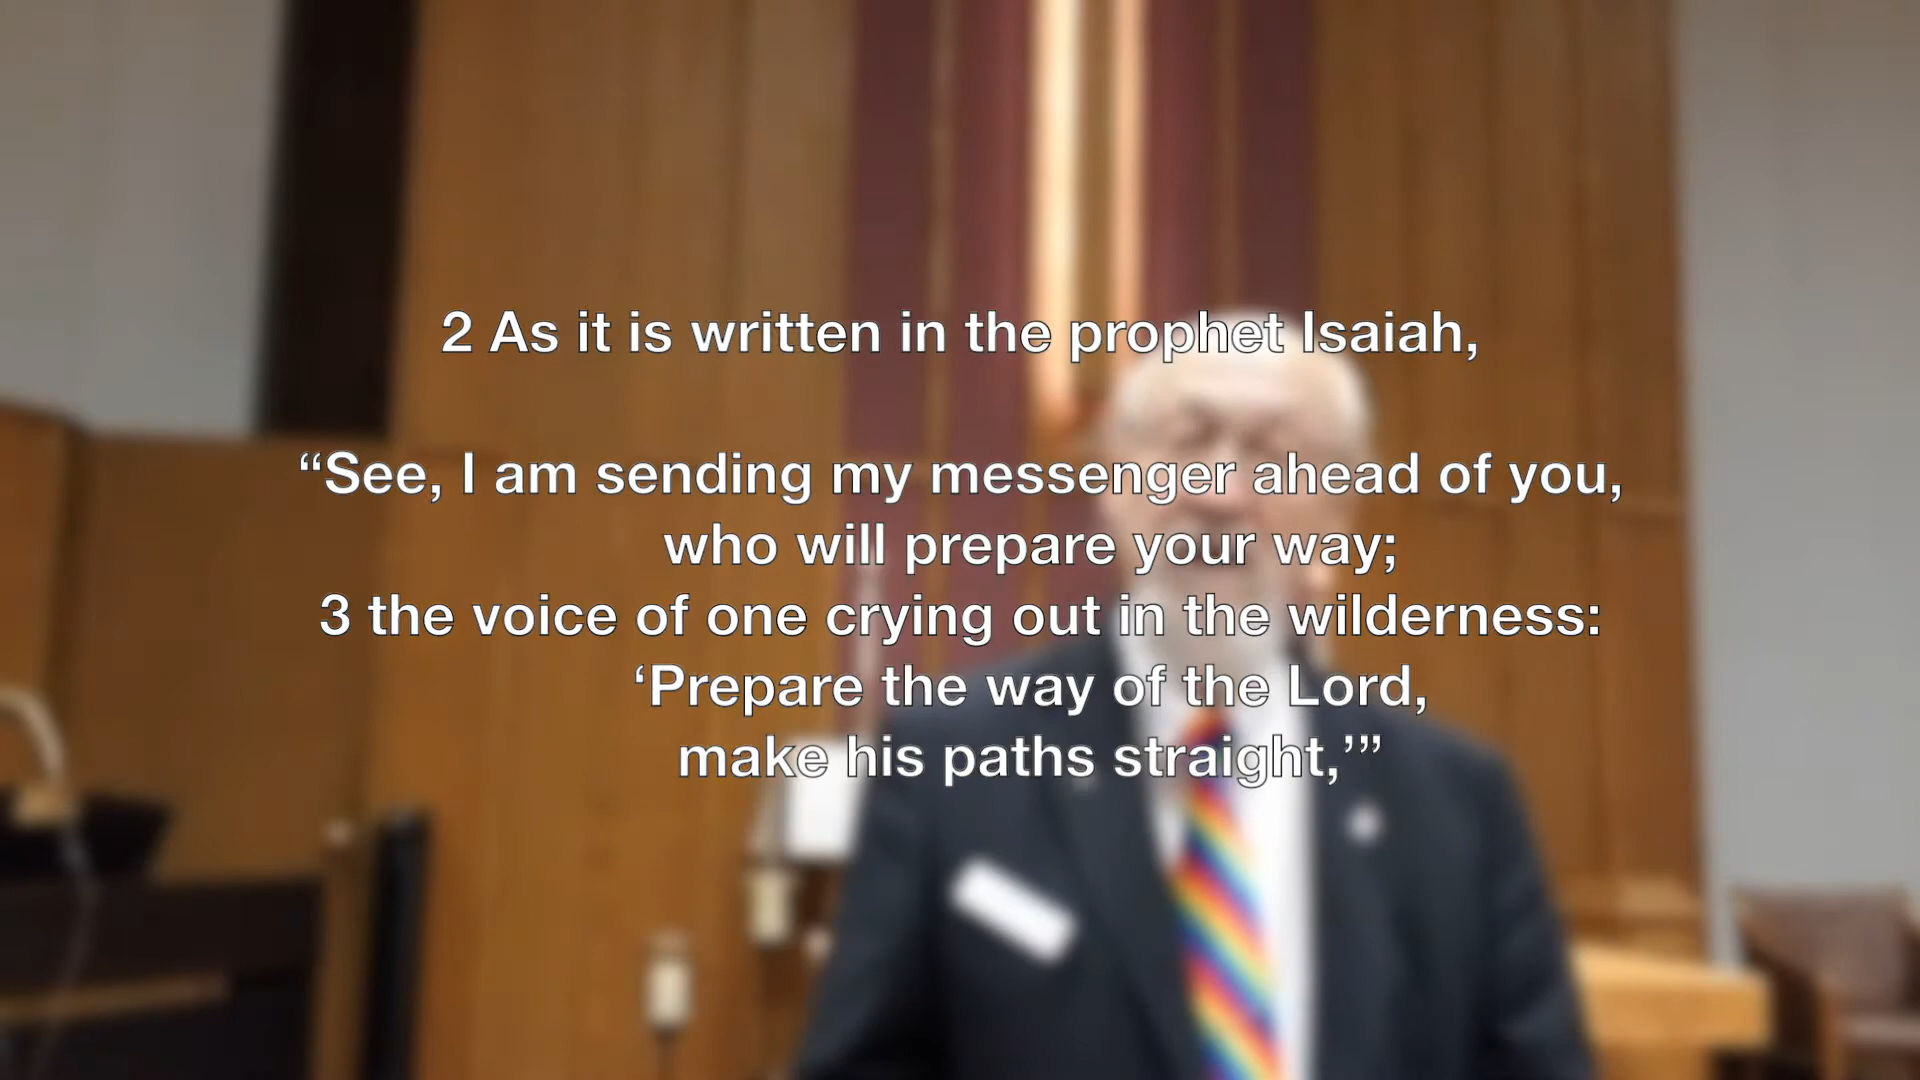 2 As it is written in the prophet Isaiah,
“See, I am sending my messenger ahead of you,
who will prepare your way;
3 the voice of one crying out in the wilderness:
‘Prepare the way of the Lord,
make his paths straight,’”